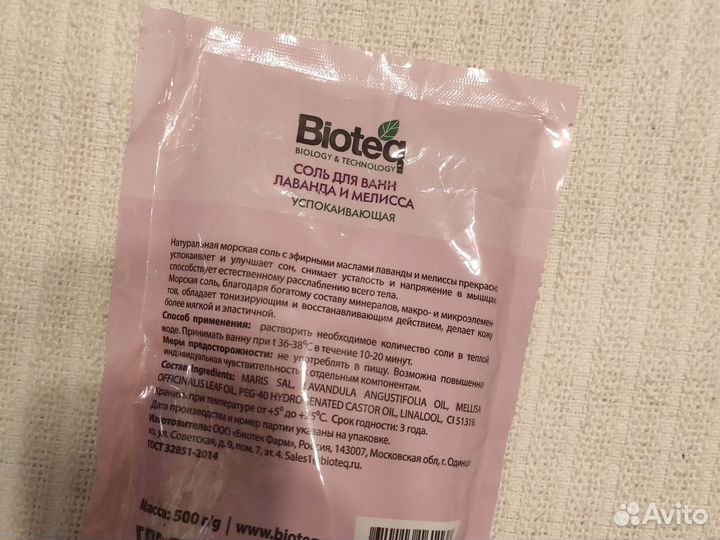 Bioteq
BIOLOGY & TECHNOLOGY
СОЛЬ ДЛЯ ВАНН
ЛАВАНДА И МЕЛИССА
УСПОКАИВАЮЩАЯ
Натуральная морская соль с эфирными маслами лаванды и мелиссы прекрасно
успокаивает и улучшает сон, снимает усталость и напряжение в мышцах,
способствует естественному расслаблению всего тела.
Морская соль, благодаря богатому составу минералов, макро- и микроэлемен-
тов, обладает тонизирующим и восстанавливающим действием, делает кожу
более мягкой и эластичной.
Способ применения: растворить необходимое количество соли в теплой
воде. Принимать ванну при t 36-38°C в течение 10-20 минут.
Меры предосторожности: не употреблять в пищу. Возможна повышенная
индивидуальная чувствительность к отдельным компонентам.
Состав/Ingredients: MARIS SAL, LAVANDULA ANGUSTIFOLIA OIL, MELLISA
OFFICINALIS LEAF OIL, PEG-40 HYDROGENATED CASTOR OIL, LINALOOL, CI 51319.
Хранить при температуре от +5° до +25°C. Срок годности: 3 года.
Дата производства и номер партии указаны на упаковке.
Изготовитель: ООО «Биотек Фарм», Россия, 143007, Московская обл, г. Одинцо-
во, ул. Советская, д. 9, пом. 7, эт. 4. Sales1@bioteq.ru.
ГОСТ 32851-2014
Масса: 500 г/g | www.bioteq
Avito